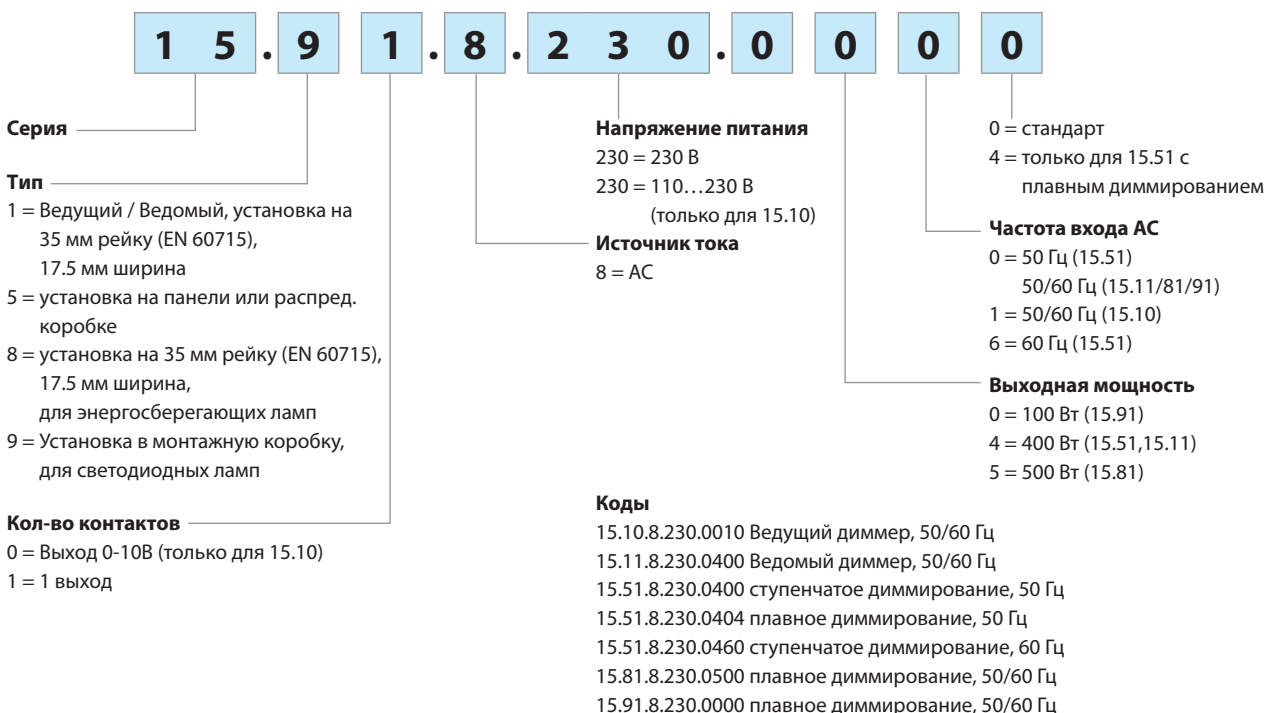 1 5 . 9 1 . 8 . 2 3 0 . 0 0 0 0
Серия
Тип
1 = Ведущий / Ведомый, установка на
35 мм рейку (EN 60715),
17.5 мм ширина
5 = установка на панели или распред.
коробке
8 = установка на 35 мм рейку (EN 60715),
17.5 мм ширина,
для энергосберегающих ламп
9 = Установка в монтажную коробку,
для светодиодных ламп
Кол-во контактов
0 = Выход 0-10В (только для 15.10)
1 = 1 выход
Напряжение питания
230 = 230 В
230 = 110…230 В
(только для 15.10)
Источник тока
8 = AC
0 = стандарт
4 = только для 15.51 с
плавным диммированием
Частота входа AC
0 = 50 Гц (15.51)
50/60 Гц (15.11/81/91)
1 = 50/60 Гц (15.10)
6 = 60 Гц (15.51)
Выходная мощность
0 = 100 Вт (15.91)
4 = 400 Вт (15.51,15.11)
5 = 500 Вт (15.81)
Коды
15.10.8.230.0010 Ведущий диммер, 50/60 Гц
15.11.8.230.0400 Ведомый диммер, 50/60 Гц
15.51.8.230.0400 ступенчатое диммирование, 50 Гц
15.51.8.230.0404 плавное диммирование, 50 Гц
15.51.8.230.0460 ступенчатое диммирование, 60 Гц
15.81.8.230.0500 плавное диммирование, 50/60 Гц
15.91.8.230.0000 плавное диммирование, 50/60 Гц